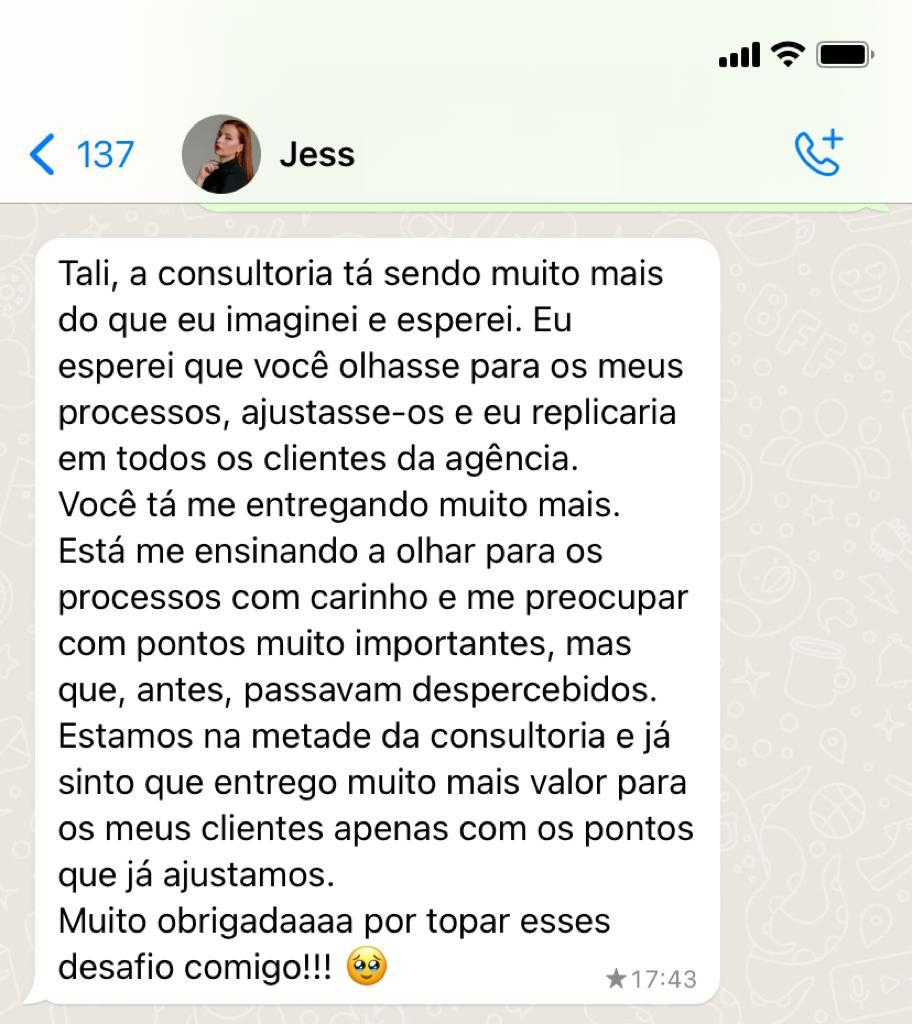 137
Jess
Tali, a consultoria tá sendo muito mais
do que eu imaginei e esperei. Eu
esperei que você olhasse para os meus
processos, ajustasse-os e eu replicaria
em todos os clientes da agência.
Você tá me entregando muito mais.
Está me ensinando a olhar para os
processos com carinho e me preocupar
com pontos muito importantes, mas
que, antes, passavam despercebidos.
Estamos na metade da consultoria e já
sinto que entrego muito mais valor para
os meus clientes apenas com os pontos
que já ajustamos.
Muito obrigadaaaa por topar esses
desafio comigo!!! 🥹
★17:43
BFF